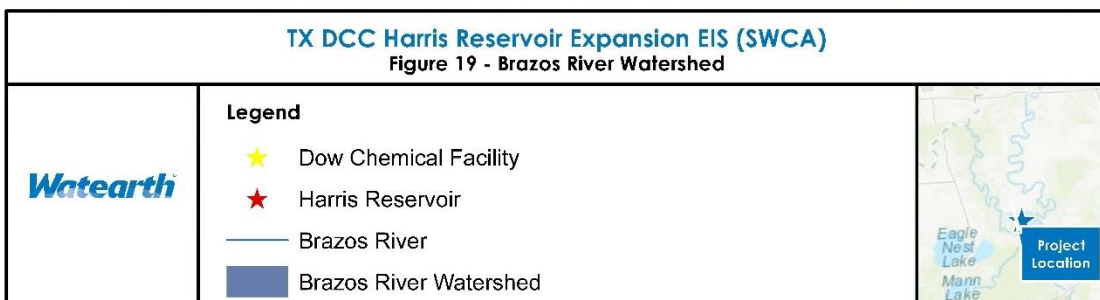 TX DCC Harris Reservoir Expansion EIS (SWCA)
Figure 19 - Brazos River Watershed
Watearth
Legend
Dow Chemical Facility
Harris Reservoir
Brazos River
Brazos River Watershed
Eagle
Nest
Lake
Mann
Lake
Project
Location